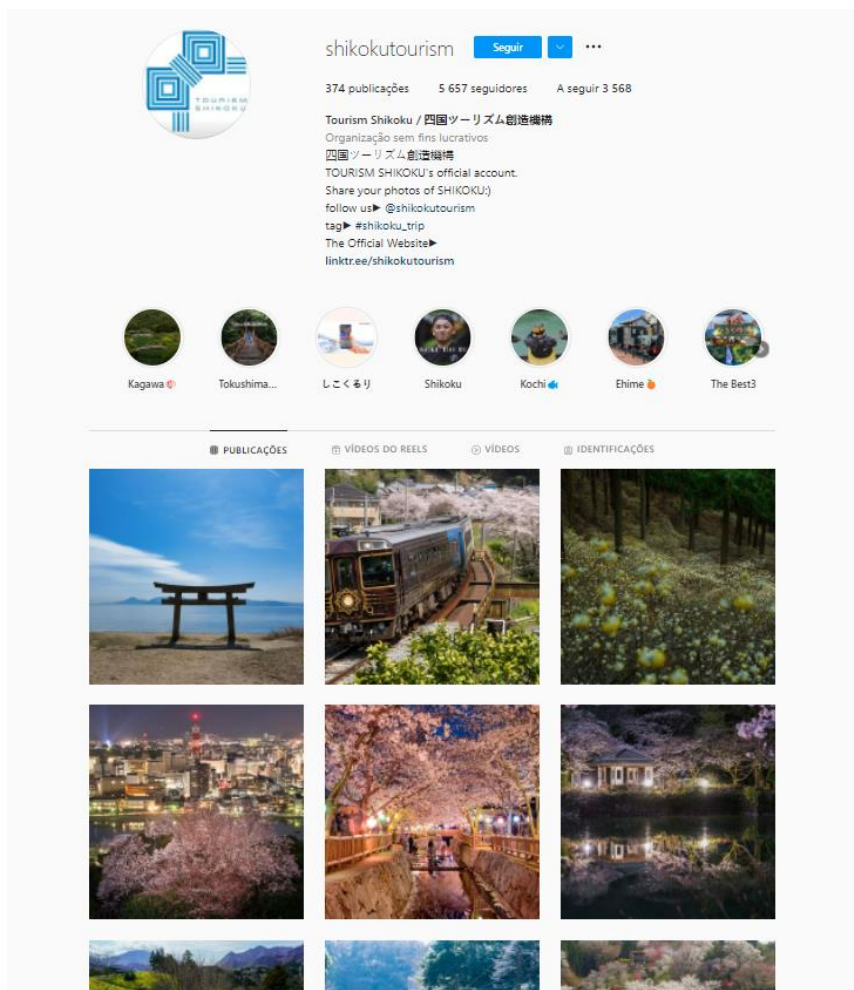 shikokutourism Seguir
374 publicações 5 657 seguidores A seguir 3 568
Tourism Shikoku / 四国ツーリズム創造機構
Organização sem fins lucrativos
四国ツーリズム創造機構
TOURISM SHIKOKU's official account.
Share your photos of SHIKOKU:)
follow us▶ @shikokutourism
tag▶ #shikoku_trip
The Official Website▶
linktr.ee/shikokutourism
TOURISM
SHIKOKU
Kagawa Tokushima... しこくるり Shikoku Kochi Ehime The Best3
PUBLICAÇÕES VÍDEOS DO REELS VÍDEOS IDENTIFICAÇÕES